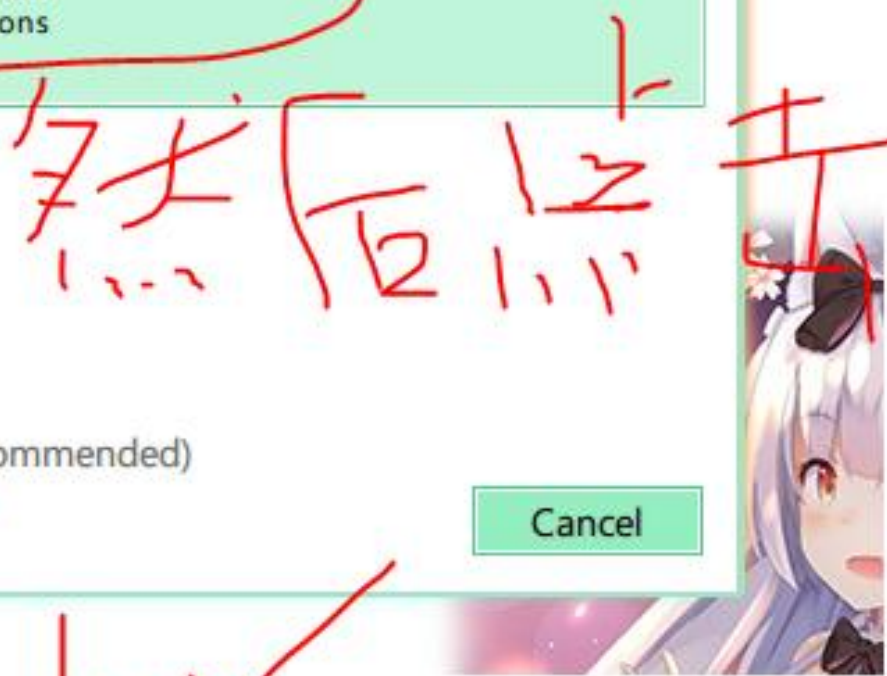 ons
然后点击
ommended)
Cancel